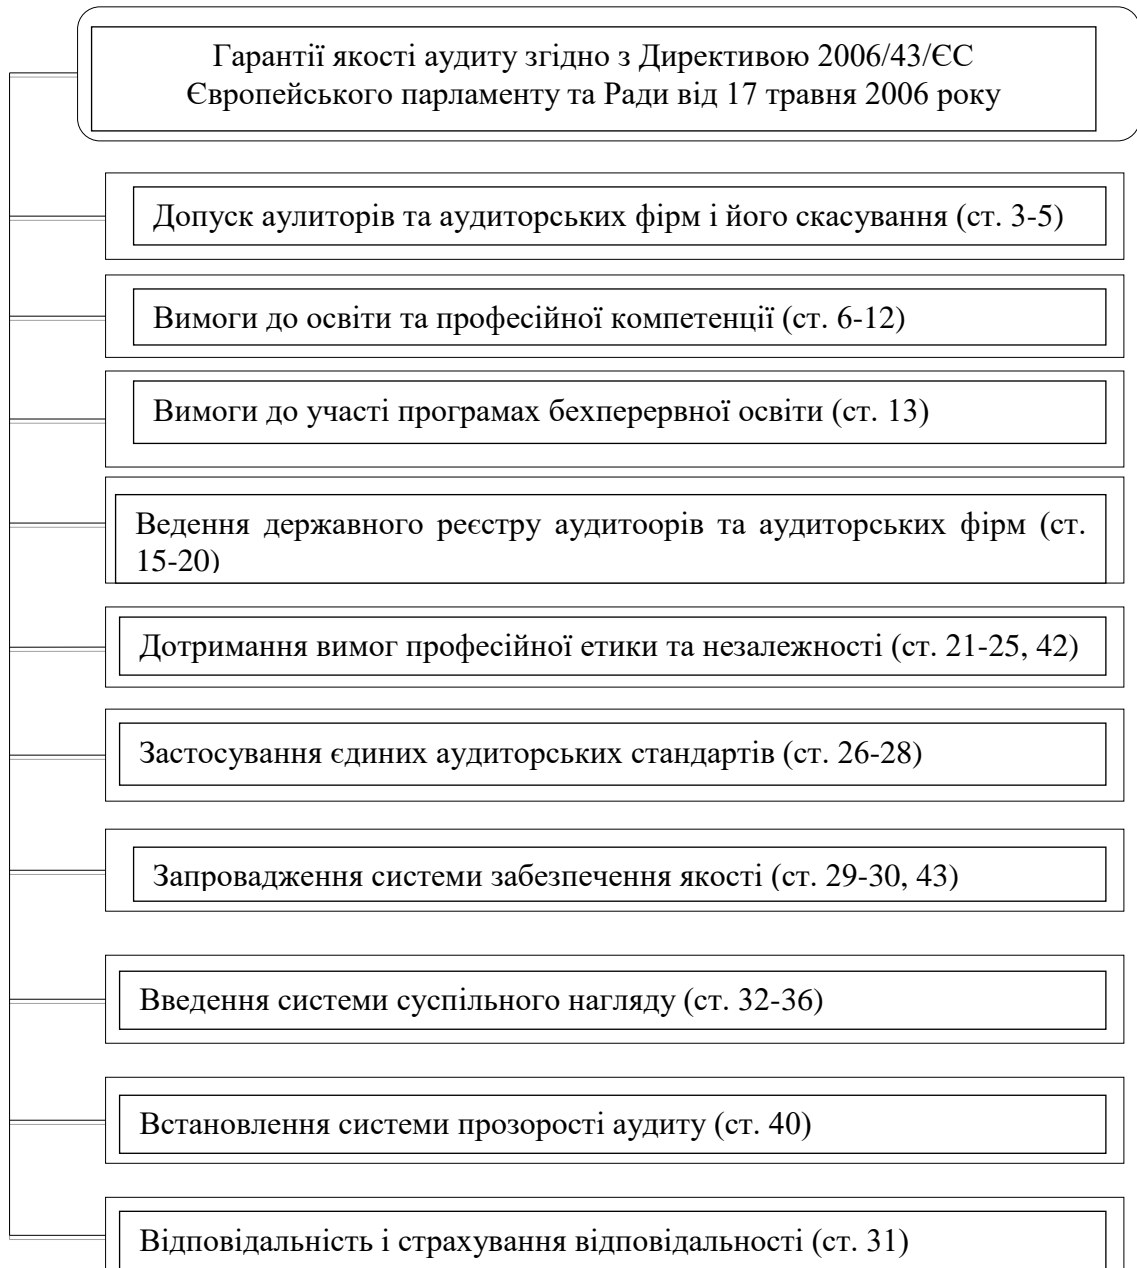 Гарантії якості аудиту згідно з Директивою 2006/43/ЄС
Європейського парламенту та Ради від 17 травня 2006 року
Допуск аулиторів та аудиторських фірм і його скасування (ст. 3-5)
Вимоги до освіти та професійної компетенції (ст. 6-12)
Вимоги до участі програмах бехперервної освіти (ст. 13)
Ведення державного реєстру аудитоорів та аудиторських фірм (ст.
15-20)
Дотримання вимог професійної етики та незалежності (ст. 21-25, 42)
Застосування єдиних аудиторських стандартів (ст. 26-28)
Запровадження системи забезпечення якості (ст. 29-30, 43)
Введення системи суспільного нагляду (ст. 32-36)
Встановлення системи прозорості аудиту (ст. 40)
Відповідальність і страхування відповідальності (ст. 31)